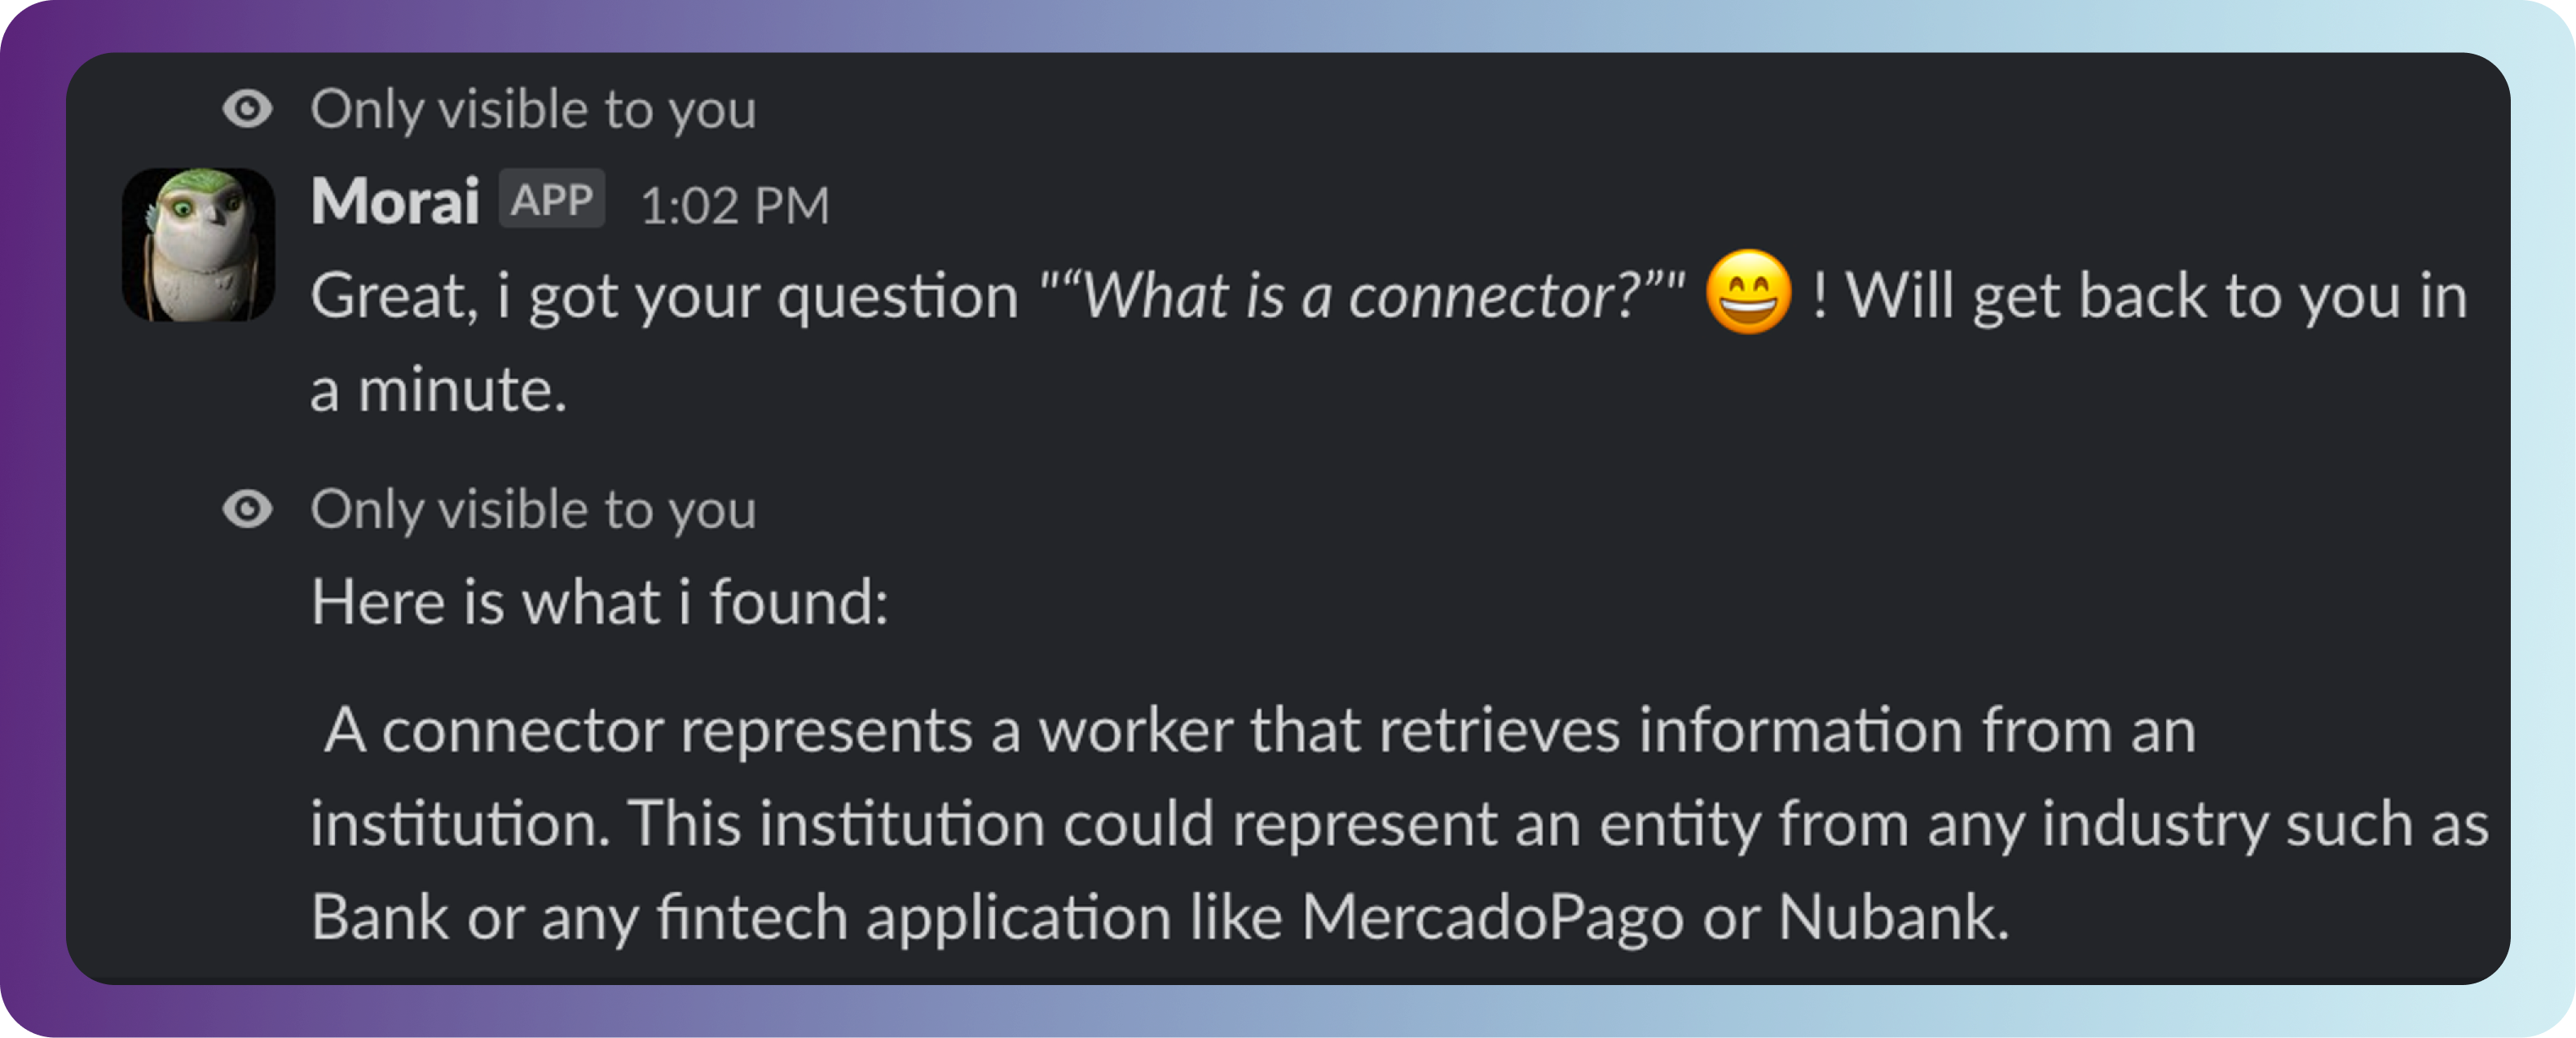 Only visible to you
Morai APP 1:02 PM
Great, i got your question "“What is a connector?”" 😄 ! Will get back to you in
a minute.
Only visible to you
Here is what i found:
A connector represents a worker that retrieves information from an
institution. This institution could represent an entity from any industry such as
Bank or any fintech application like MercadoPago or Nubank.